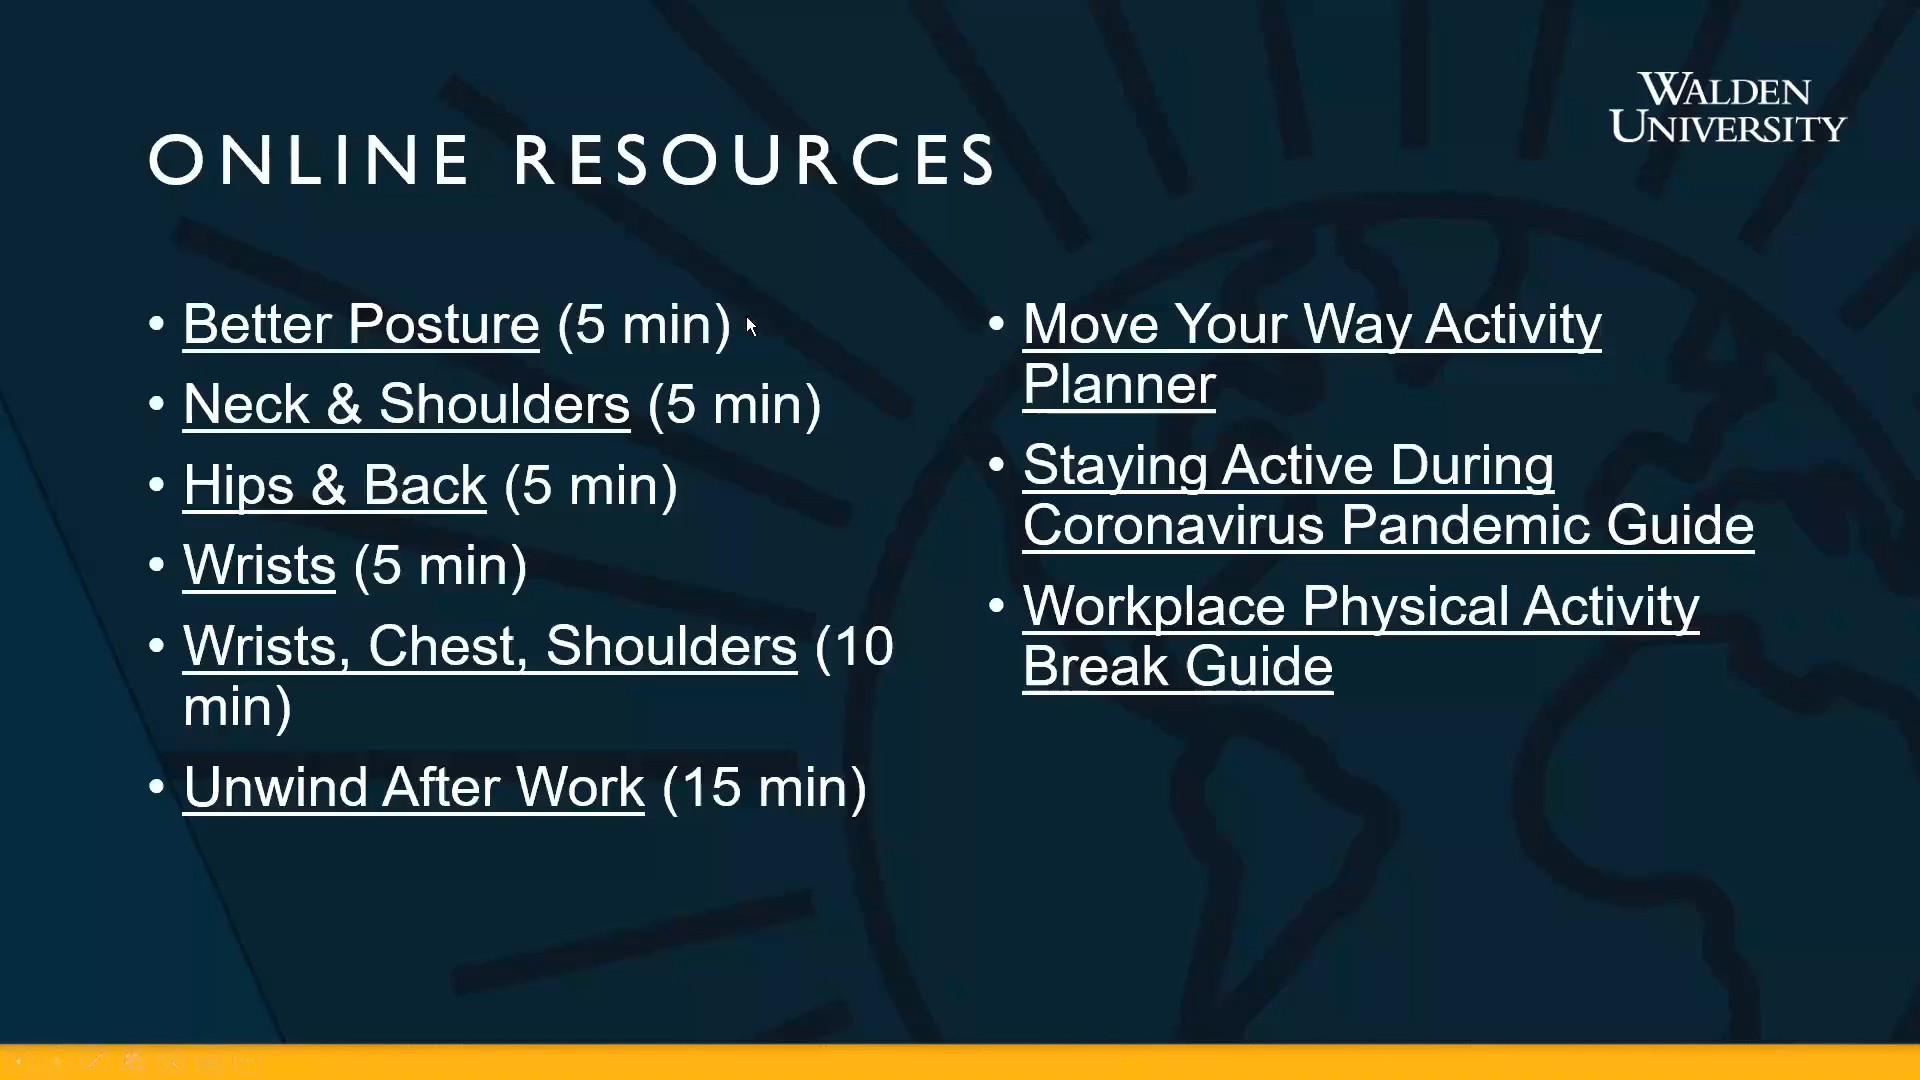 WALDEN
UNIVERSITY
ONLINE RESOURCES
• Better Posture (5 min)
• Neck & Shoulders (5 min)
• Hips & Back (5 min)
• Wrists (5 min)
• Wrists, Chest, Shoulders (10
min)
• Unwind After Work (15 min)
• Move Your Way Activity
Planner
• Staying Active During
Coronavirus Pandemic Guide
• Workplace Physical Activity
Break Guide